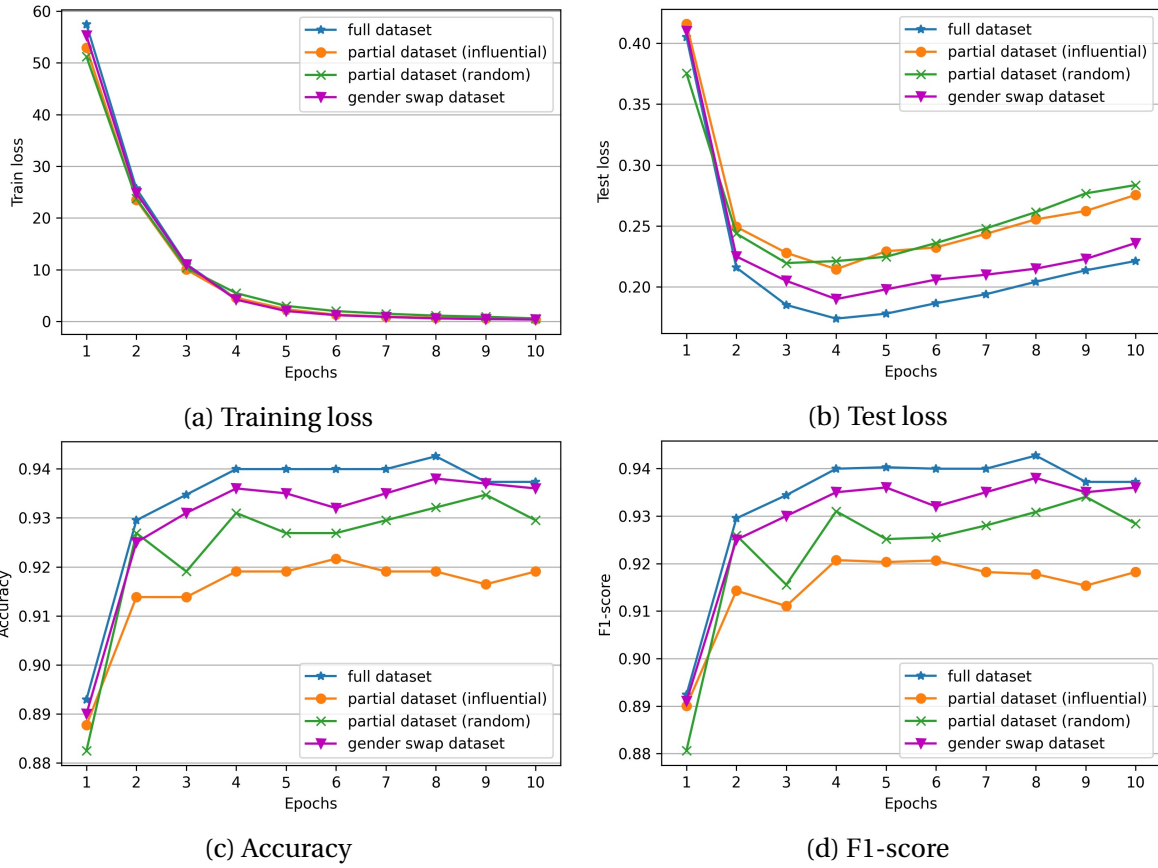 60
50
40
30
20
10
0
Train loss
full dataset
partial dataset (influential)
partial dataset (random)
gender swap dataset
1 2 3 4 5 6 7 8 9 10
Epochs
(a) Training loss
0.40
0.35
0.30
0.25
0.20
Test loss
full dataset
partial dataset (influential)
partial dataset (random)
gender swap dataset
1 2 3 4 5 6 7 8 9 10
Epochs
(b) Test loss
0.94
0.93
0.92
0.91
0.90
0.89
0.88
Accuracy
full dataset
partial dataset (influential)
partial dataset (random)
gender swap dataset
1 2 3 4 5 6 7 8 9 10
Epochs
(c) Accuracy
0.94
0.93
0.92
0.91
0.90
0.89
0.88
F1-score
full dataset
partial dataset (influential)
partial dataset (random)
gender swap dataset
1 2 3 4 5 6 7 8 9 10
Epochs
(d) F1-score